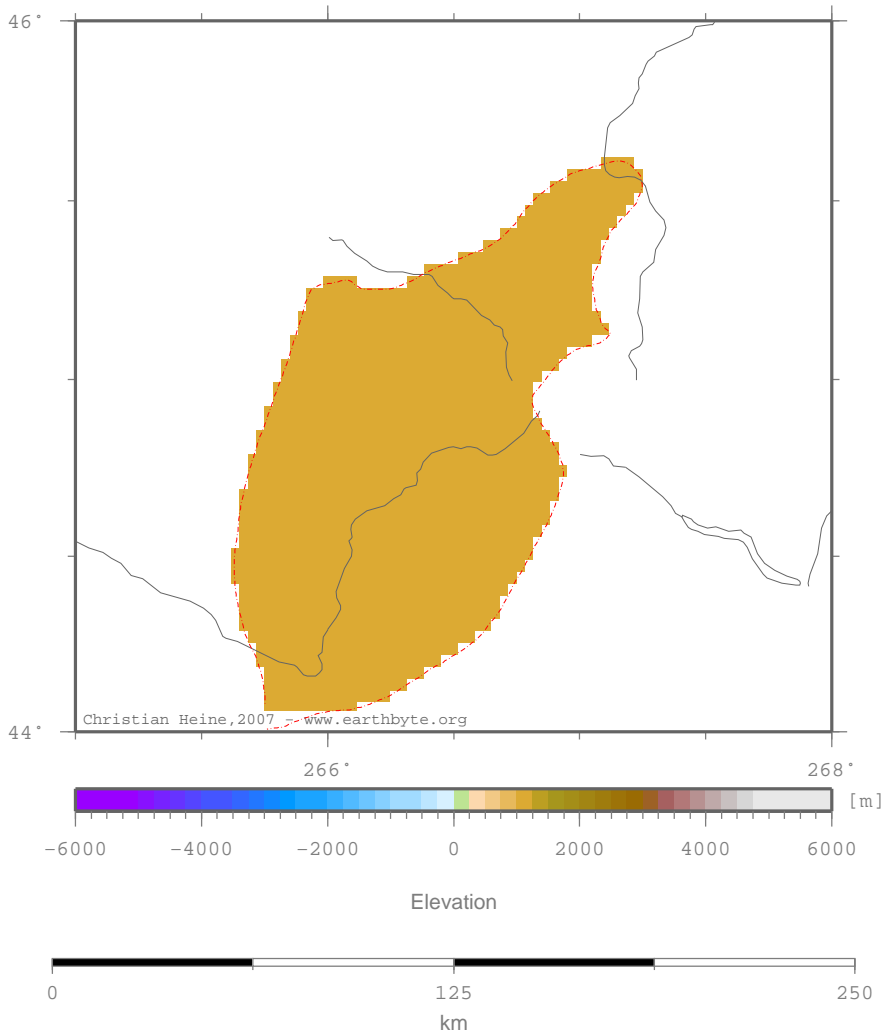 46°
Christian Heine,2007 - www.earthbyte.org
44°
266° 268°
[m]
-6000 -4000 -2000 0 2000 4000 6000
Elevation
0 125 250
km